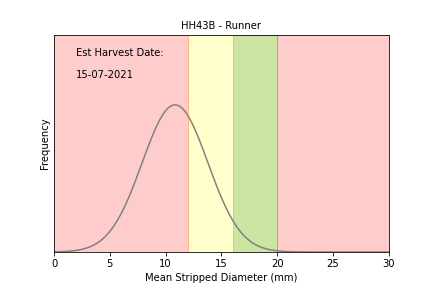 HH43B - Runner
Est Harvest Date:
15-07-2021
Frequency
0 5 10 15 20 25 30
Mean Stripped Diameter (mm)